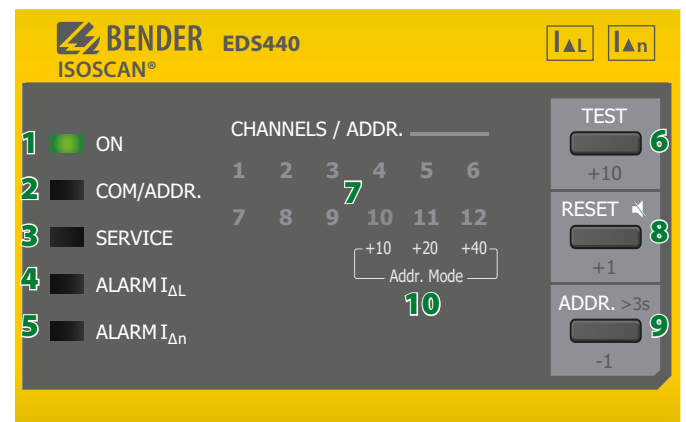 BENDER EDS440
ISOSCAN®
I▲L I▲n
1 ON
2 COM/ADDR.
3 SERVICE
4 ALARM IΔL
5 ALARM IΔn
CHANNELS / ADDR.
1 2 3 4 5 6
7
7 8 9 10 11 12
+10 +20 +40
Addr. Mode
10
TEST
6
+10
RESET
8
+1
ADDR. >3s
9
-1